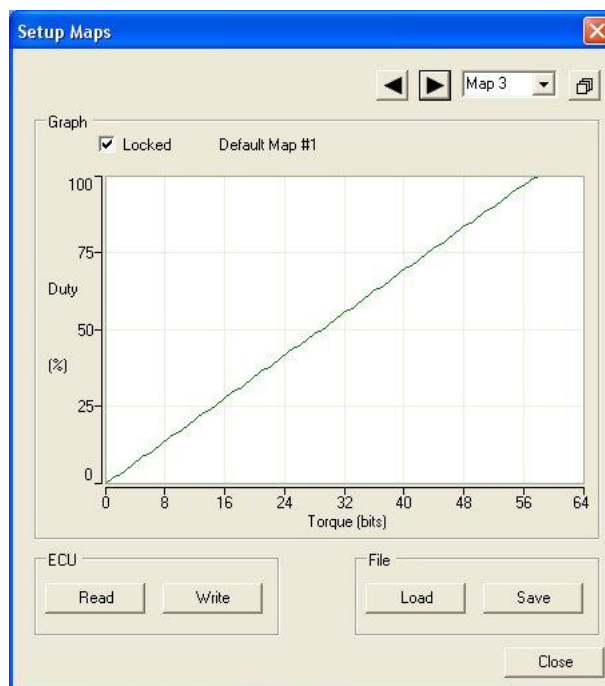 Setup Maps
Map 3
Graph
Locked Default Map #1
100
75
Duty
50
(%)
25
0
0 8 16 24 32 40 48 56 64
Torque (bits)
ECU
Read Write
File
Load Save
Close